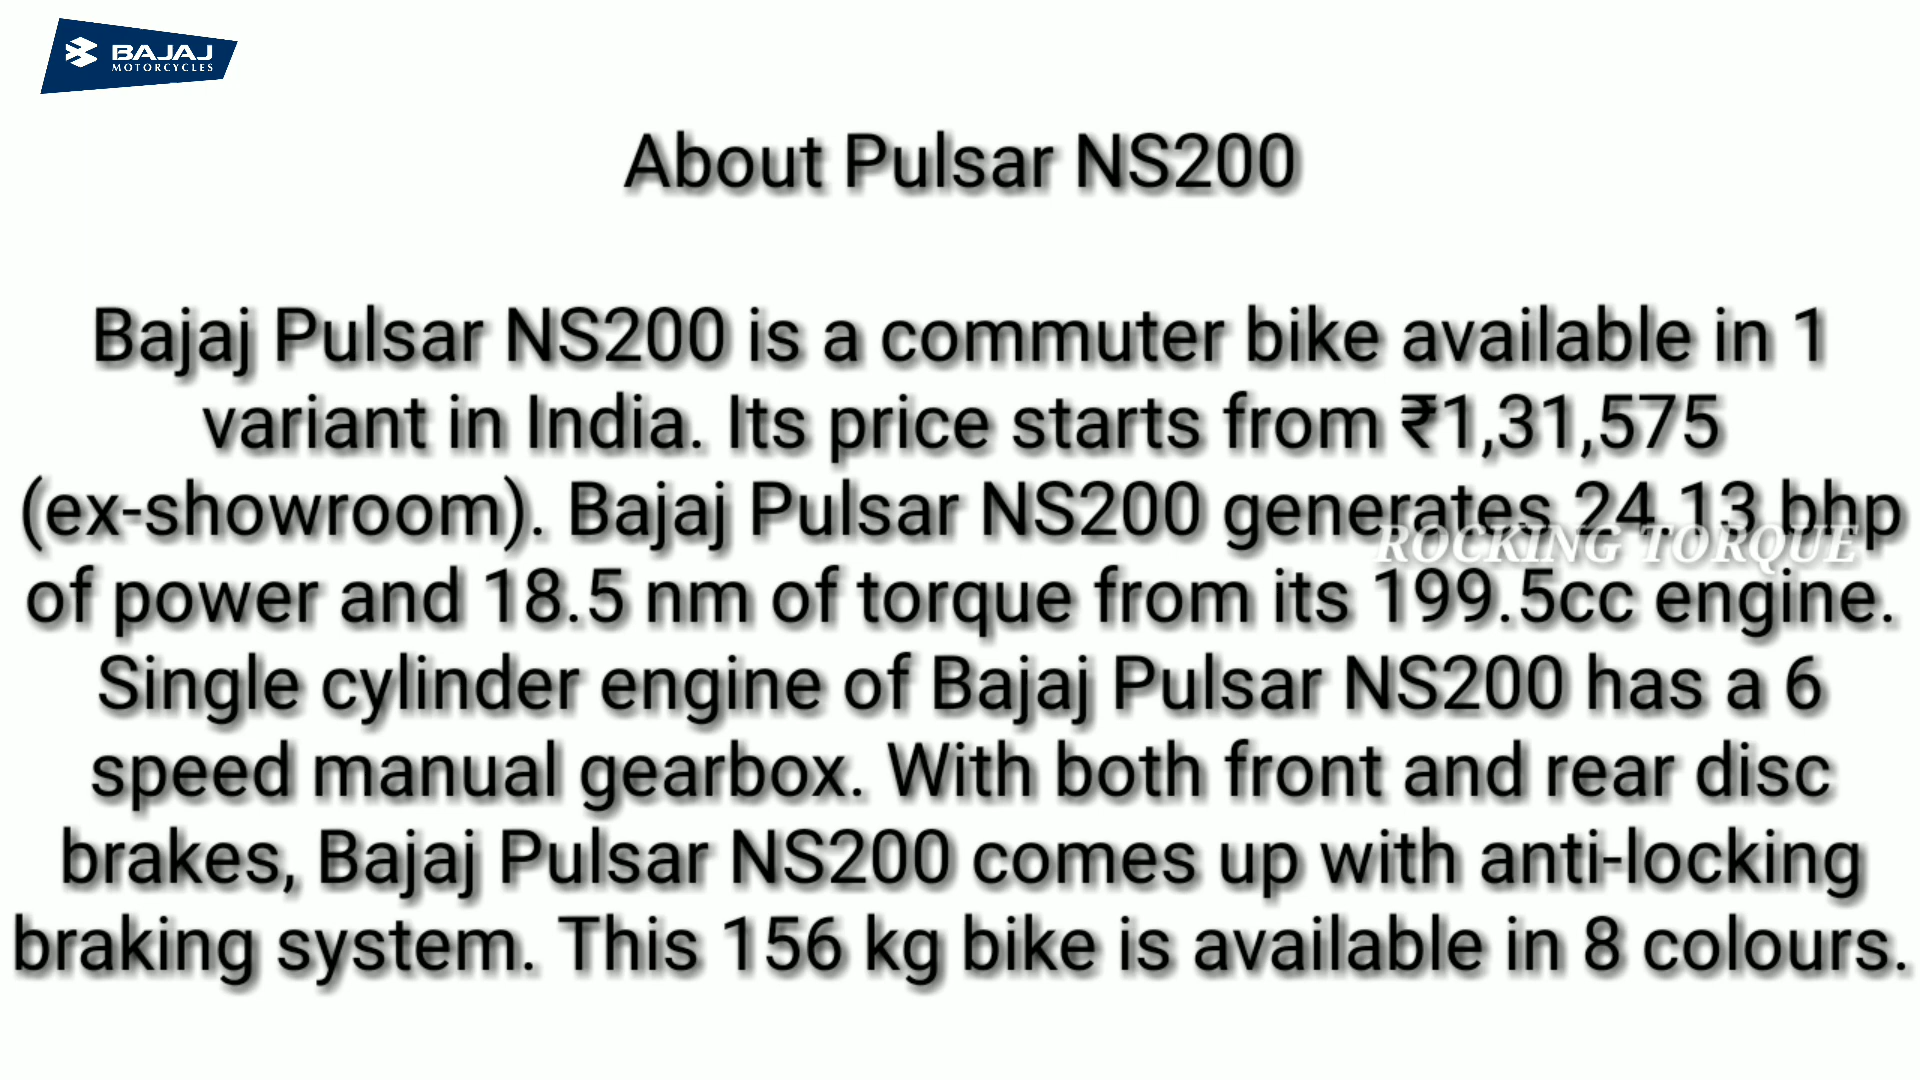 BAJAJ
MOTORCYCLES
About Pulsar NS200
Bajaj Pulsar NS200 is a commuter bike available in 1
variant in India. Its price starts from ₹1,31,575
(ex-showroom). Bajaj Pulsar NS200 generates 24.13 bhp
ROCKING TORQUE
of power and 18.5 nm of torque from its 199.5cc engine.
Single cylinder engine of Bajaj Pulsar NS200 has a 6
speed manual gearbox. With both front and rear disc
brakes, Bajaj Pulsar NS200 comes up with anti-locking
braking system. This 156 kg bike is available in 8 colours.